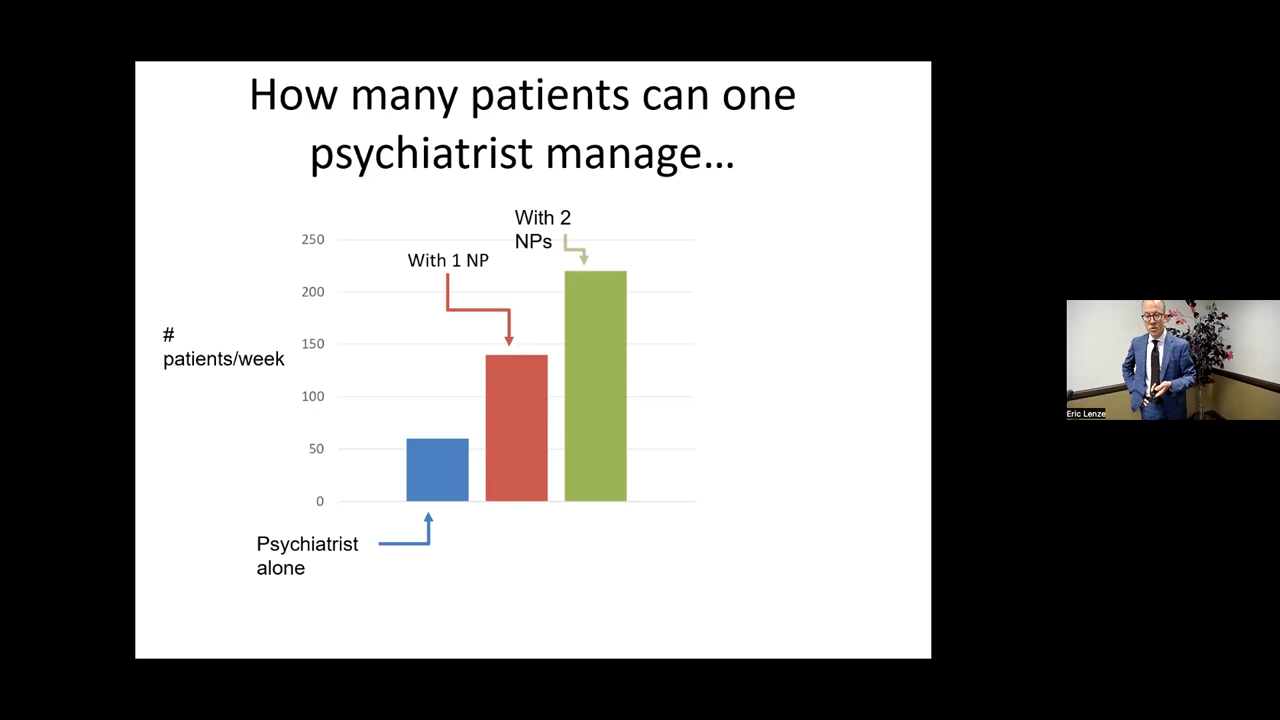 How many patients can one
psychiatrist manage…
With 2
NPs
With 1 NP
250
200
150
100
50
0
#
patients/week
Psychiatrist
alone
Eric Lenze